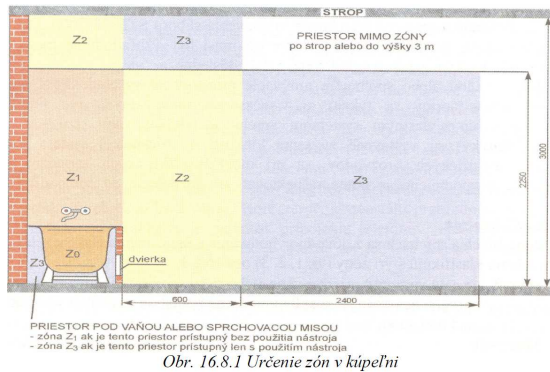 STROP
Z2
Z3
PRIESTOR MIMO ZÓNY
po strop alebo do výšky 3 m
Z1
Z2
Z3
2250
3000
Z0
Z3
dvierka
600
2400
PRIESTOR POD VAŇOU ALEBO SPRCHOVACOU MISOU
- zóna Z1 ak je tento priestor prístupný bez použitia nástroja
- zóna Z3 ak je tento priestor prístupný len s použitím nástroja
Obr. 16.8.1 Určenie zón v kúpeľni